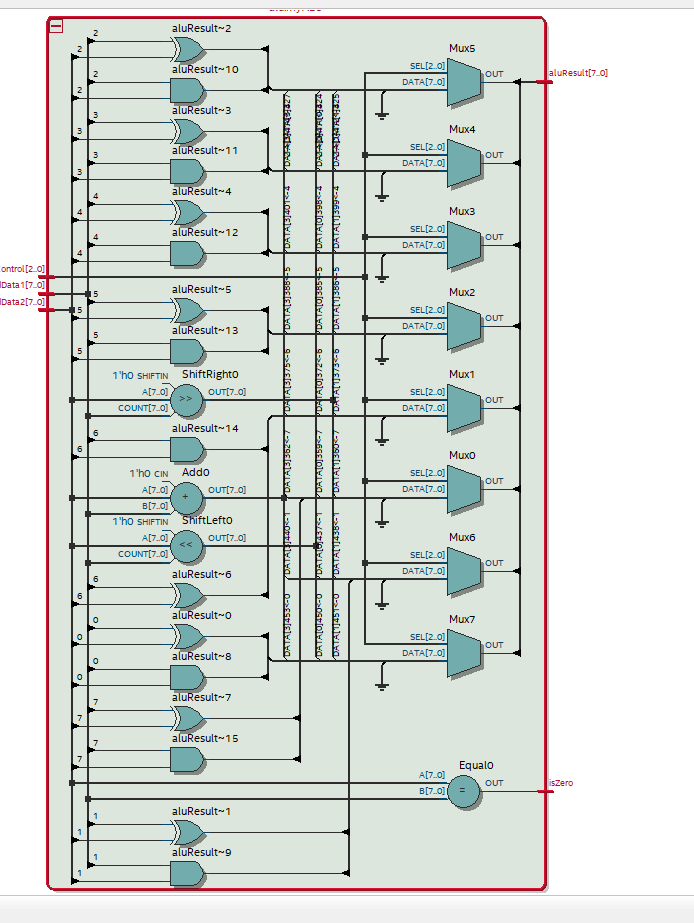 aluResult~2
2
2
aluResult~10
2
2
aluResult~3
3
3
aluResult~11
3
3
aluResult~4
4
4
aluResult~12
4
4
ontrol[2..0]
dData1[7..0]
dData2[7..0]
aluResult~5
5
5
aluResult~13
5
5
ShiftRight0
1'h0 SHIFTIN
A[7..0]
COUNT[7..0]
>>
OUT[7..0]
aluResult~14
6
6
Add0
1'h0 CIN
A[7..0]
B[7..0]
+
OUT[7..0]
ShiftLeft0
1'h0 SHIFTIN
A[7..0]
COUNT[7..0]
<<
OUT[7..0]
aluResult~6
6
6
aluResult~0
0
0
aluResult~8
0
0
aluResult~7
7
7
aluResult~15
7
7
aluResult~1
1
1
aluResult~9
1
1
DATA[3]401<-4
DATA[0]398<-4
DATA[1]399<-4
DATA[3]388<-5
DATA[0]385<-5
DATA[1]386<-5
DATA[3]375<-6
DATA[0]372<-6
DATA[1]373<-6
DATA[3]362<-7
DATA[0]359<-7
DATA[1]360<-7
DATA[3]440<-1
DATA[0]437<-1
DATA[1]438<-1
DATA[3]453<-0
DATA[0]450<-0
DATA[1]451<-0
Mux5
SEL[2..0]
DATA[7..0]
OUT
Mux4
SEL[2..0]
DATA[7..0]
OUT
Mux3
SEL[2..0]
DATA[7..0]
OUT
Mux2
SEL[2..0]
DATA[7..0]
OUT
Mux1
SEL[2..0]
DATA[7..0]
OUT
Mux0
SEL[2..0]
DATA[7..0]
OUT
Mux6
SEL[2..0]
DATA[7..0]
OUT
Mux7
SEL[2..0]
DATA[7..0]
OUT
Equal0
A[7..0]
B[7..0]
=
OUT
aluResult[7..0]
isZero